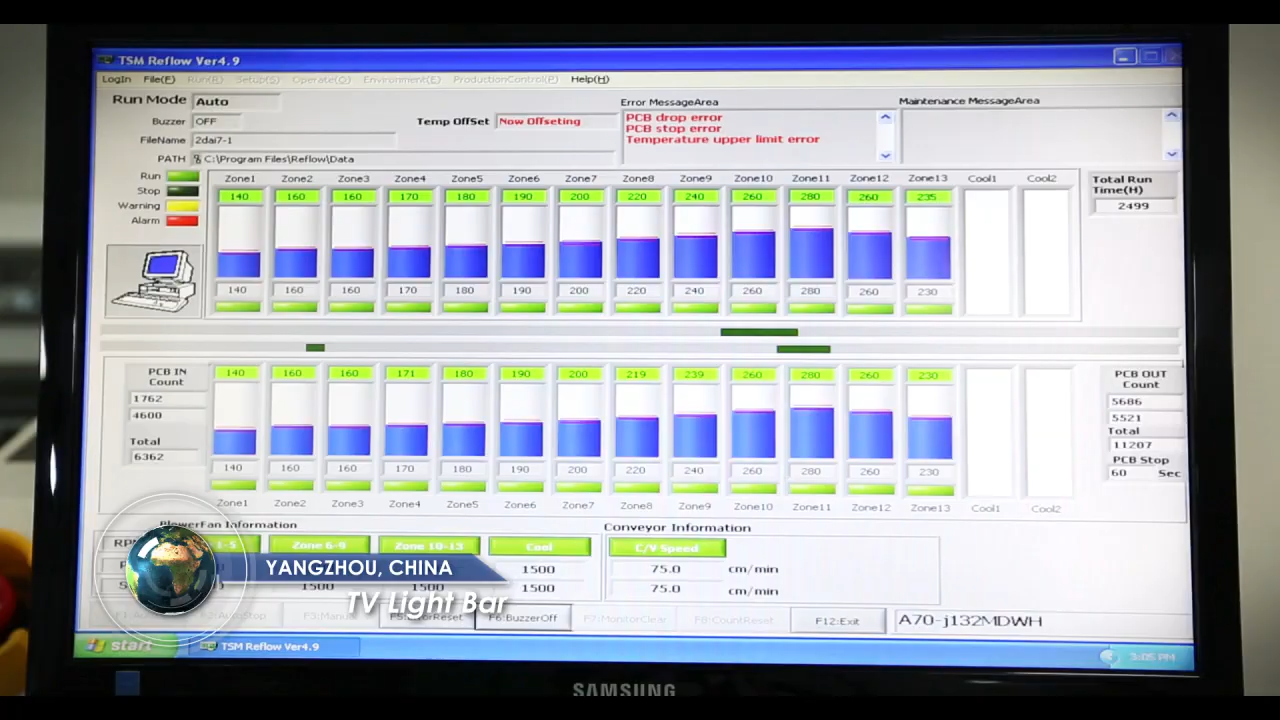 TSM Reflow Ver4.9
LogIn File(F) Run(R) Setup(S) Operate(O) Environment(E) ProductionControl(P) Help(H)
Run Mode Auto
Buzzer OFF
FileName 2dai7-1
PATH C:\Program Files\Reflow\Data
Temp OffSet Now Offseting
Error MessageArea
PCB drop error
PCB stop error
Temperature upper limit error
Maintenance MessageArea
Run
Stop
Warning
Alarm
Zone1 Zone2 Zone3 Zone4 Zone5 Zone6 Zone7 Zone8 Zone9 Zone10 Zone11 Zone12 Zone13 Cool1 Cool2
140 160 160 170 180 190 200 220 240 260 280 260 235
140 160 160 170 180 190 200 220 240 260 280 260 230
Total Run
Time(H)
2499
PCB IN
Count
1762
4600
Total
6362
140 160 160 171 180 190 200 219 239 260 280 260 230
140 160 160 170 180 190 200 220 240 260 280 260 230
Zone1 Zone2 Zone3 Zone4 Zone5 Zone6 Zone7 Zone8 Zone9 Zone10 Zone11 Zone12 Zone13 Cool1 Cool2
PCB OUT
Count
5686
5521
Total
11207
PCB Stop
60 Sec
BlowerFan Information
Zone 6-9 Zone 10-13 Cool
1500
1500 1500 1500
Conveyor Information
C/V Speed
75.0 cm/min
75.0 cm/min
YANGZHOU, CHINA
TV Light Bar
F6:BuzzerOff F7:MonitorClear F8:CountReset F12:Exit
A70-j132MDWH
start TSM Reflow Ver4.9 3:05 PM
SAMSUNG